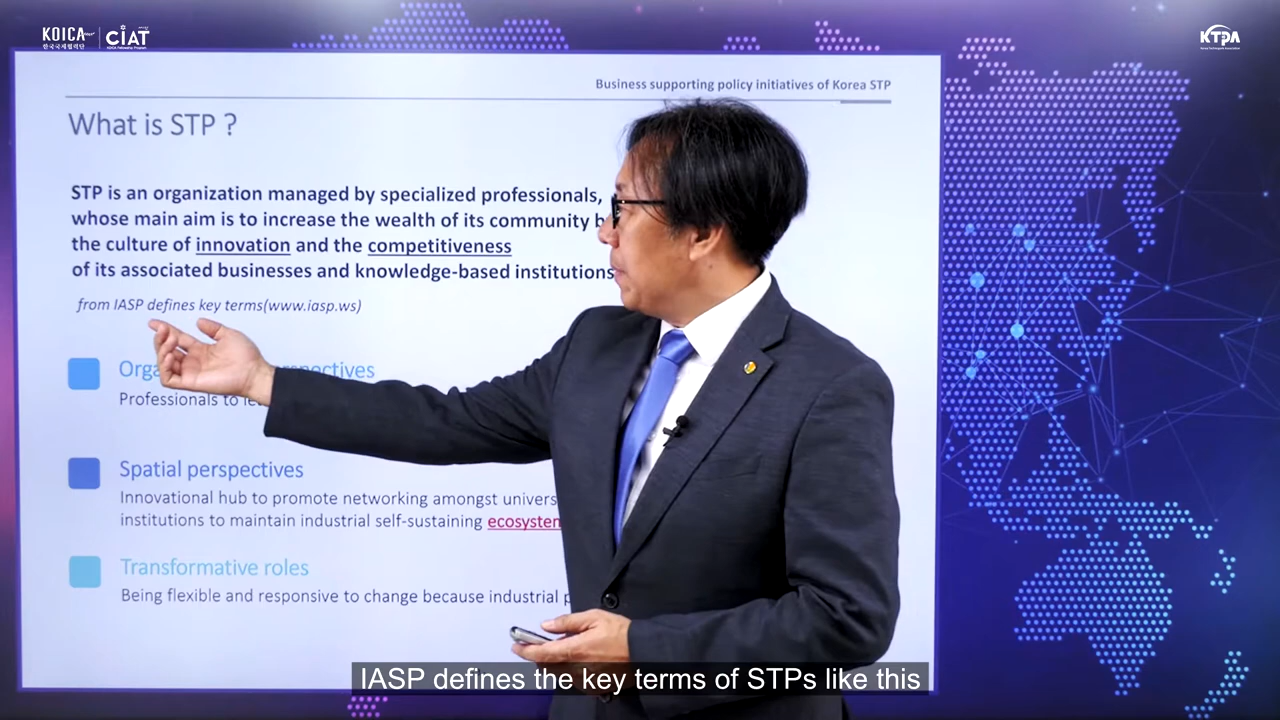 KOICA
한국국제협력단
CIAT
KOICA Fellowship Program
KTPA
Korea Technopark Association
Business supporting policy initiatives of Korea STP
What is STP ?
STP is an organization managed by specialized professionals,
whose main aim is to increase the wealth of its community
the culture of innovation and the competitiveness
of its associated businesses and knowledge-based institutions
from IASP defines key terms(www.iasp.ws)
Professionals to
Spatial perspectives
Innovational hub to promote networking amongst
institutions to maintain industrial self-sustaining
Transformative roles
Being flexible and responsive to change because industrial
IASP defines the key terms of STPs like this